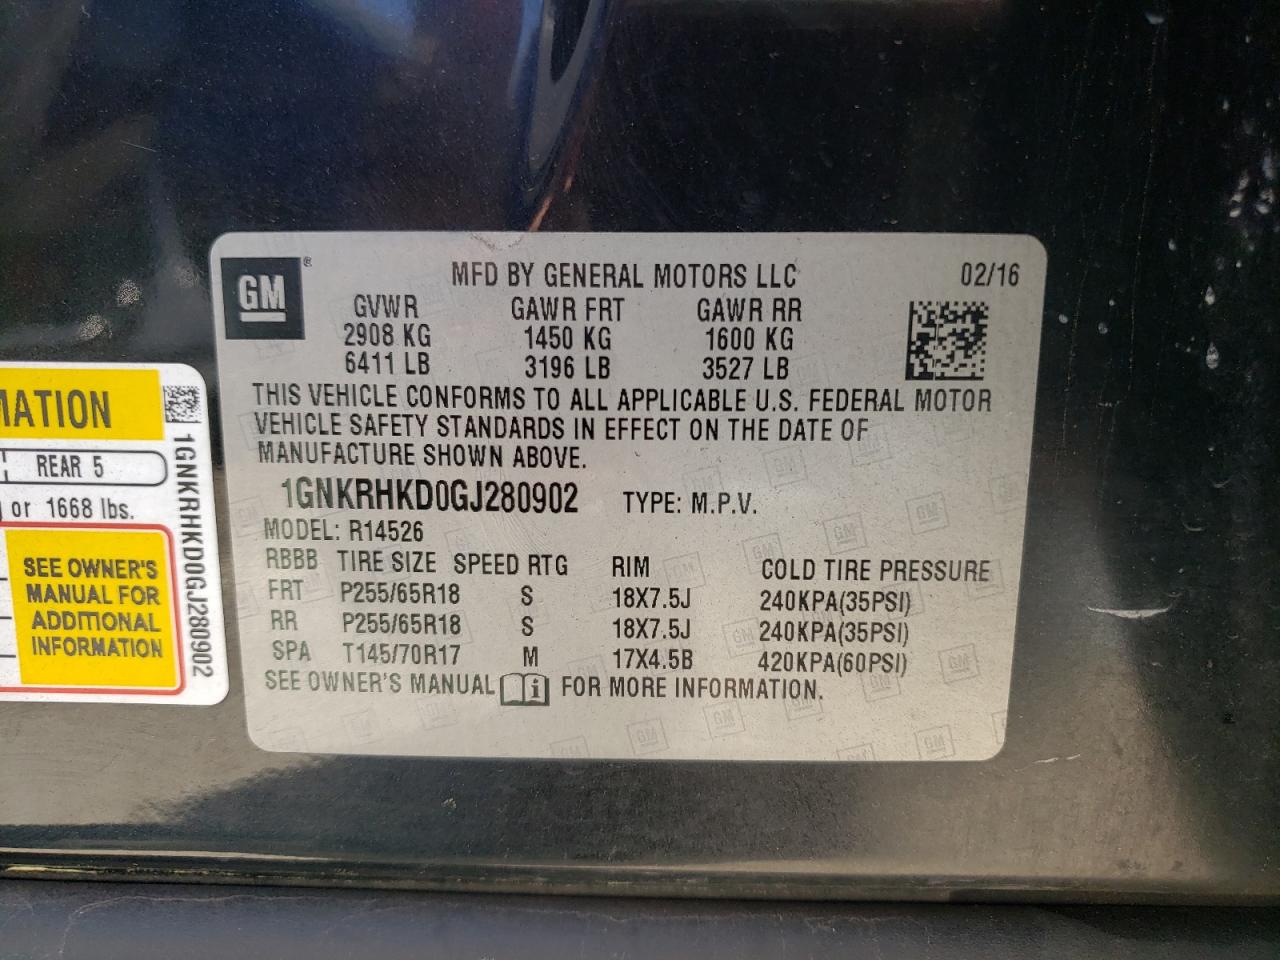 GM®
MFD BY GENERAL MOTORS LLC 02/16
GVWR GAWR FRT GAWR RR
2908 KG 1450 KG 1600 KG
6411 LB 3196 LB 3527 LB
THIS VEHICLE CONFORMS TO ALL APPLICABLE U.S. FEDERAL MOTOR
VEHICLE SAFETY STANDARDS IN EFFECT ON THE DATE OF
MANUFACTURE SHOWN ABOVE.
1GNKRHKD0GJ280902 TYPE: M.P.V.
MODEL: R14526
RBBB TIRE SIZE SPEED RTG RIM COLD TIRE PRESSURE
FRT P255/65R18 S 18X7.5J 240KPA(35PSI)
RR P255/65R18 S 18X7.5J 240KPA(35PSI)
SPA T145/70R17 M 17X4.5B 420KPA(60PSI)
SEE OWNER'S MANUAL i FOR MORE INFORMATION.
MATION
REAR 5
or 1668 lbs.
SEE OWNER'S
MANUAL FOR
ADDITIONAL
INFORMATION
1GNKRHKD0GJ280902